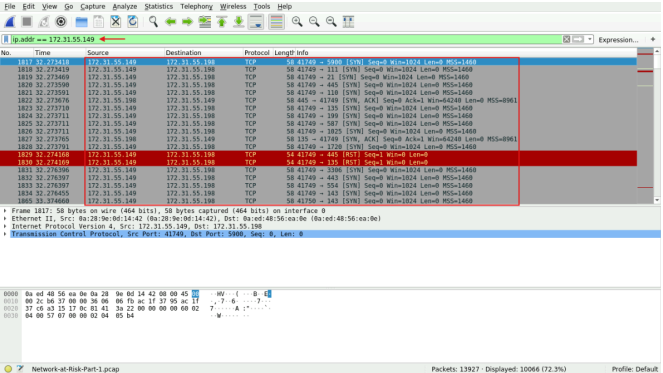 File Edit View Go Capture Analyze Statistics Telephony Wireless Tools Help
ip.addr == 172.31.55.149 Expression... +
No. Time Source Destination Protocol Length Info
1817 32.273418 172.31.55.149 172.31.55.198 TCP 58 41749 → 5900 [SYN] Seq=0 Win=1024 Len=0 MSS=1460
1818 32.273419 172.31.55.149 172.31.55.198 TCP 58 41749 → 111 [SYN] Seq=0 Win=1024 Len=0 MSS=1460
1819 32.273469 172.31.55.149 172.31.55.198 TCP 58 41749 → 21 [SYN] Seq=0 Win=1024 Len=0 MSS=1460
1820 32.273590 172.31.55.149 172.31.55.198 TCP 58 41749 → 445 [SYN] Seq=0 Win=1024 Len=0 MSS=1460
1821 32.273591 172.31.55.149 172.31.55.198 TCP 58 41749 → 110 [SYN] Seq=0 Win=1024 Len=0 MSS=1460
1822 32.273676 172.31.55.198 172.31.55.149 TCP 58 445 → 41749 [SYN, ACK] Seq=0 Ack=1 Win=64240 Len=0 MSS=8961
1823 32.273710 172.31.55.149 172.31.55.198 TCP 58 41749 → 135 [SYN] Seq=0 Win=1024 Len=0 MSS=1460
1824 32.273711 172.31.55.149 172.31.55.198 TCP 58 41749 → 199 [SYN] Seq=0 Win=1024 Len=0 MSS=1460
1825 32.273711 172.31.55.149 172.31.55.198 TCP 58 41749 → 587 [SYN] Seq=0 Win=1024 Len=0 MSS=1460
1826 32.273711 172.31.55.149 172.31.55.198 TCP 58 41749 → 1025 [SYN] Seq=0 Win=1024 Len=0 MSS=1460
1827 32.273765 172.31.55.198 172.31.55.149 TCP 58 135 → 41749 [SYN, ACK] Seq=0 Ack=1 Win=64240 Len=0 MSS=8961
1828 32.273791 172.31.55.149 172.31.55.198 TCP 58 41749 → 1720 [SYN] Seq=0 Win=1024 Len=0 MSS=1460
1829 32.274168 172.31.55.149 172.31.55.198 TCP 54 41749 → 445 [RST] Seq=1 Win=0 Len=0
1830 32.274169 172.31.55.149 172.31.55.198 TCP 54 41749 → 135 [RST] Seq=1 Win=0 Len=0
1831 32.276396 172.31.55.149 172.31.55.198 TCP 58 41749 → 3306 [SYN] Seq=0 Win=1024 Len=0 MSS=1460
1832 32.276397 172.31.55.149 172.31.55.198 TCP 58 41749 → 443 [SYN] Seq=0 Win=1024 Len=0 MSS=1460
1833 32.276397 172.31.55.149 172.31.55.198 TCP 58 41749 → 554 [SYN] Seq=0 Win=1024 Len=0 MSS=1460
1834 32.276455 172.31.55.149 172.31.55.198 TCP 58 41749 → 143 [SYN] Seq=0 Win=1024 Len=0 MSS=1460
1865 33.374660 172.31.55.149 172.31.55.198 TCP 58 41750 → 143 [SYN] Seq=0 Win=1024 Len=0 MSS=1460
Frame 1817: 58 bytes on wire (464 bits), 58 bytes captured (464 bits) on interface 0
Ethernet II, Src: 0a:28:9e:0d:14:42 (0a:28:9e:0d:14:42), Dst: 0a:ed:48:56:ea:0e (0a:ed:48:56:ea:0e)
Internet Protocol Version 4, Src: 172.31.55.149, Dst: 172.31.55.198
Transmission Control Protocol, Src Port: 41749, Dst Port: 5900, Seq: 0, Len: 0
0000 0a ed 48 56 ea 0e 0a 28 9e 0d 14 42 08 00 45 00 ··HV···( ···B··E·
0010 00 2c b6 37 00 00 36 06 06 fb ac 1f 37 95 ac 1f ·,·7··6· ····7···
0020 37 c6 a3 15 17 0c 01 41 3a 22 00 00 00 00 60 02 7······A :"····`·
0030 04 00 57 07 00 00 02 04 05 b4 ··W····· ··
Network-at-Risk-Part-1.pcap Packets: 13927 · Displayed: 10066 (72.3%) Profile: Default